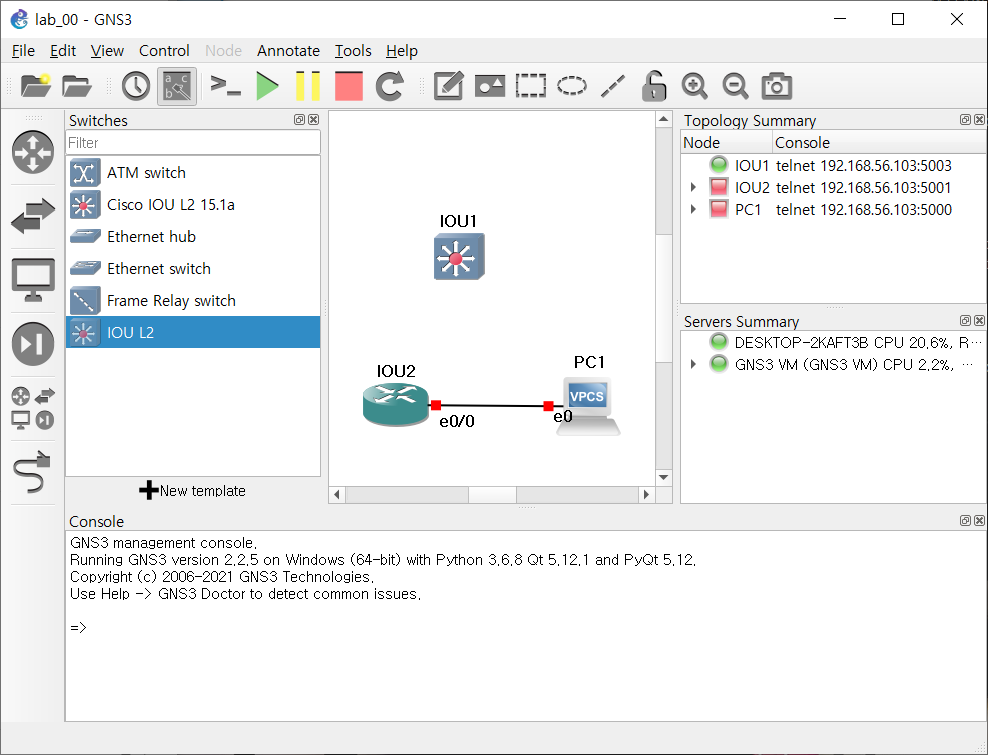 lab_00 - GNS3
File Edit View Control Node Annotate Tools Help
abc
Switches
Filter
ATM switch
Cisco IOU L2 15.1a
Ethernet hub
Ethernet switch
Frame Relay switch
IOU L2
New template
IOU1
IOU2
PC1
VPCS
e0/0
e0
Topology Summary
Node Console
IOU1 telnet 192.168.56.103:5003
IOU2 telnet 192.168.56.103:5001
PC1 telnet 192.168.56.103:5000
Servers Summary
DESKTOP-2KAFT3B CPU 20.6%, R...
GNS3 VM (GNS3 VM) CPU 2.2%, ...
Console
GNS3 management console.
Running GNS3 version 2.2.5 on Windows (64-bit) with Python 3.6.8 Qt 5.12.1 and PyQt 5.12.
Copyright (c) 2006-2021 GNS3 Technologies.
Use Help -> GNS3 Doctor to detect common issues.
=>